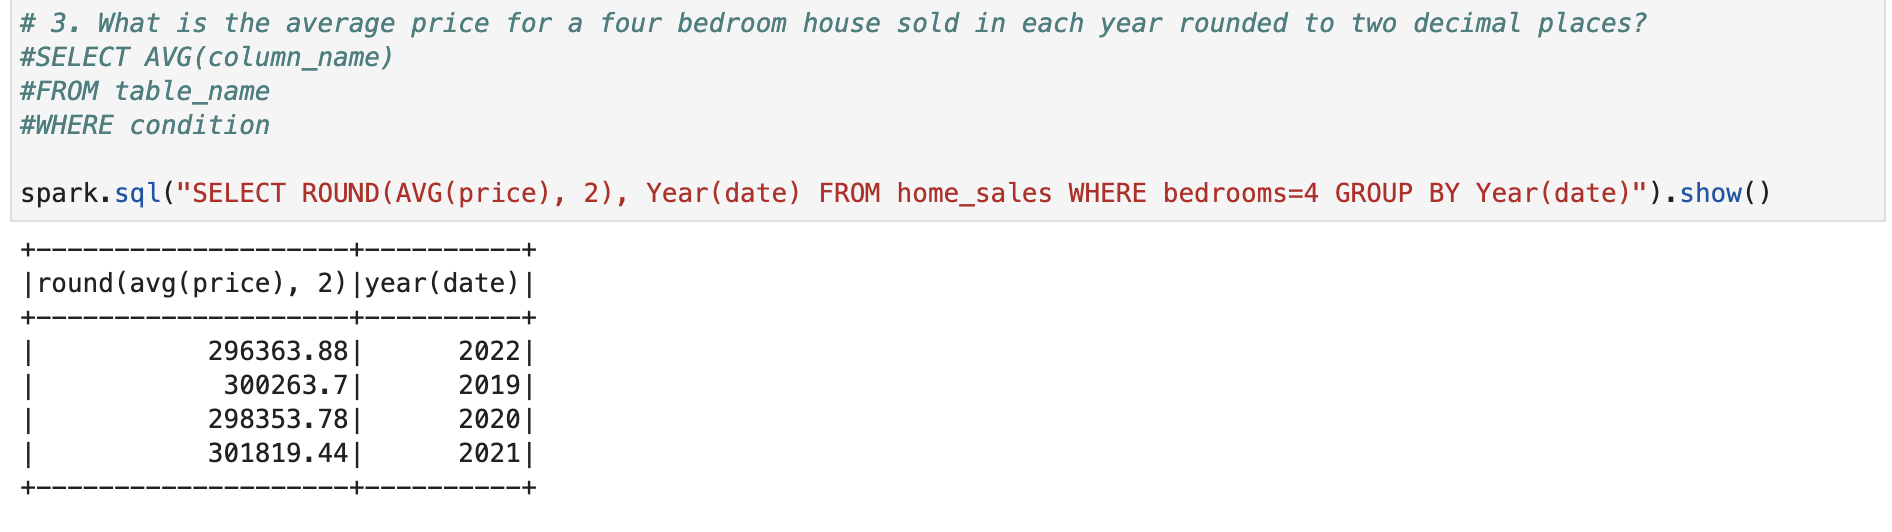 # 3. What is the average price for a four bedroom house sold in each year rounded to two decimal places?
#SELECT AVG(column_name)
#FROM table_name
#WHERE condition
spark.sql("SELECT ROUND(AVG(price), 2), Year(date) FROM home_sales WHERE bedrooms=4 GROUP BY Year(date)").show()
+--------------------+----------+
|round(avg(price), 2)|year(date)|
+--------------------+----------+
|           296363.88|      2022|
|            300263.7|      2019|
|           298353.78|      2020|
|           301819.44|      2021|
+--------------------+----------+